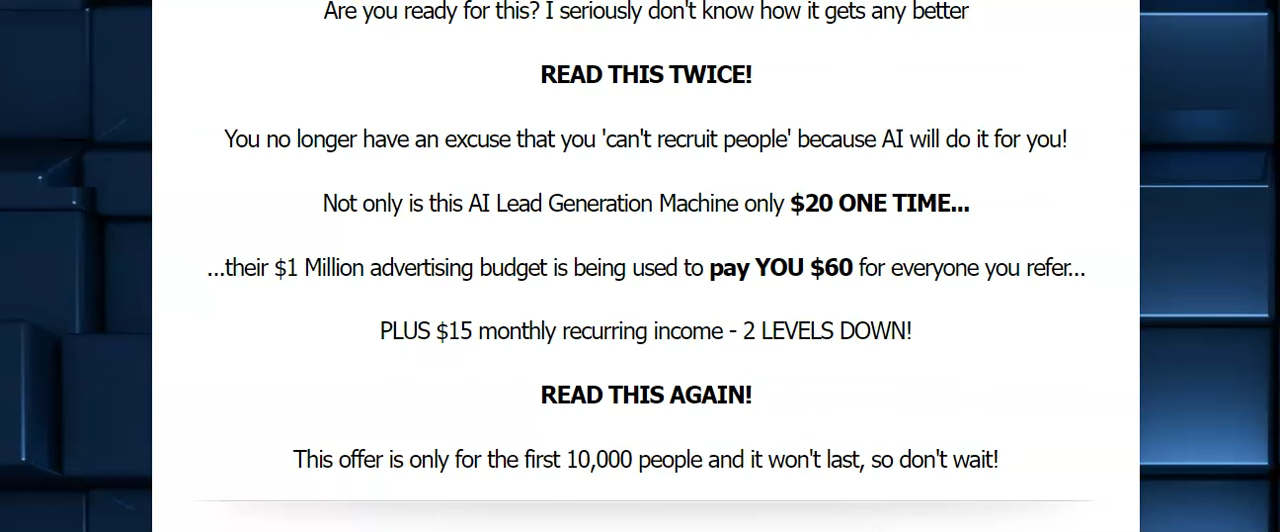 Are you ready for this? I seriously don't know how it gets any better
READ THIS TWICE!
You no longer have an excuse that you 'can't recruit people' because AI will do it for you!
Not only is this AI Lead Generation Machine only $20 ONE TIME...
...their $1 Million advertising budget is being used to pay YOU $60 for everyone you refer...
PLUS $15 monthly recurring income - 2 LEVELS DOWN!
READ THIS AGAIN!
This offer is only for the first 10,000 people and it won't last, so don't wait!